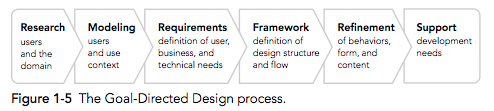 Research
users
and the
domain
Modeling
users
and use
context
Requirements
definition of user,
business, and
technical needs
Framework
definition of
design structure
and flow
Refinement
of behaviors,
form, and
content
Support
development
needs
Figure 1-5 The Goal-Directed Design process.